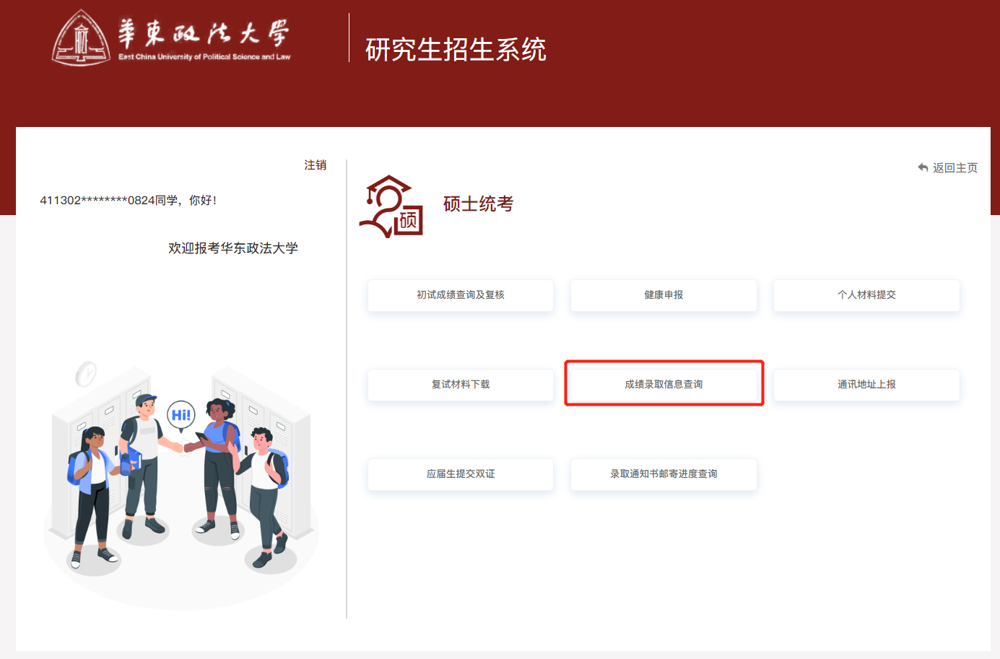 華東政法大學
East China University of Political Science and Law
研究生招生系统
注销
411302********0824同学，你好！
欢迎报考华东政法大学
返回主页
硕
硕士统考
初试成绩查询及复核
健康申报
个人材料提交
复试材料下载
成绩录取信息查询
通讯地址上报
应届生提交双证
录取通知书邮寄进度查询
Hi!